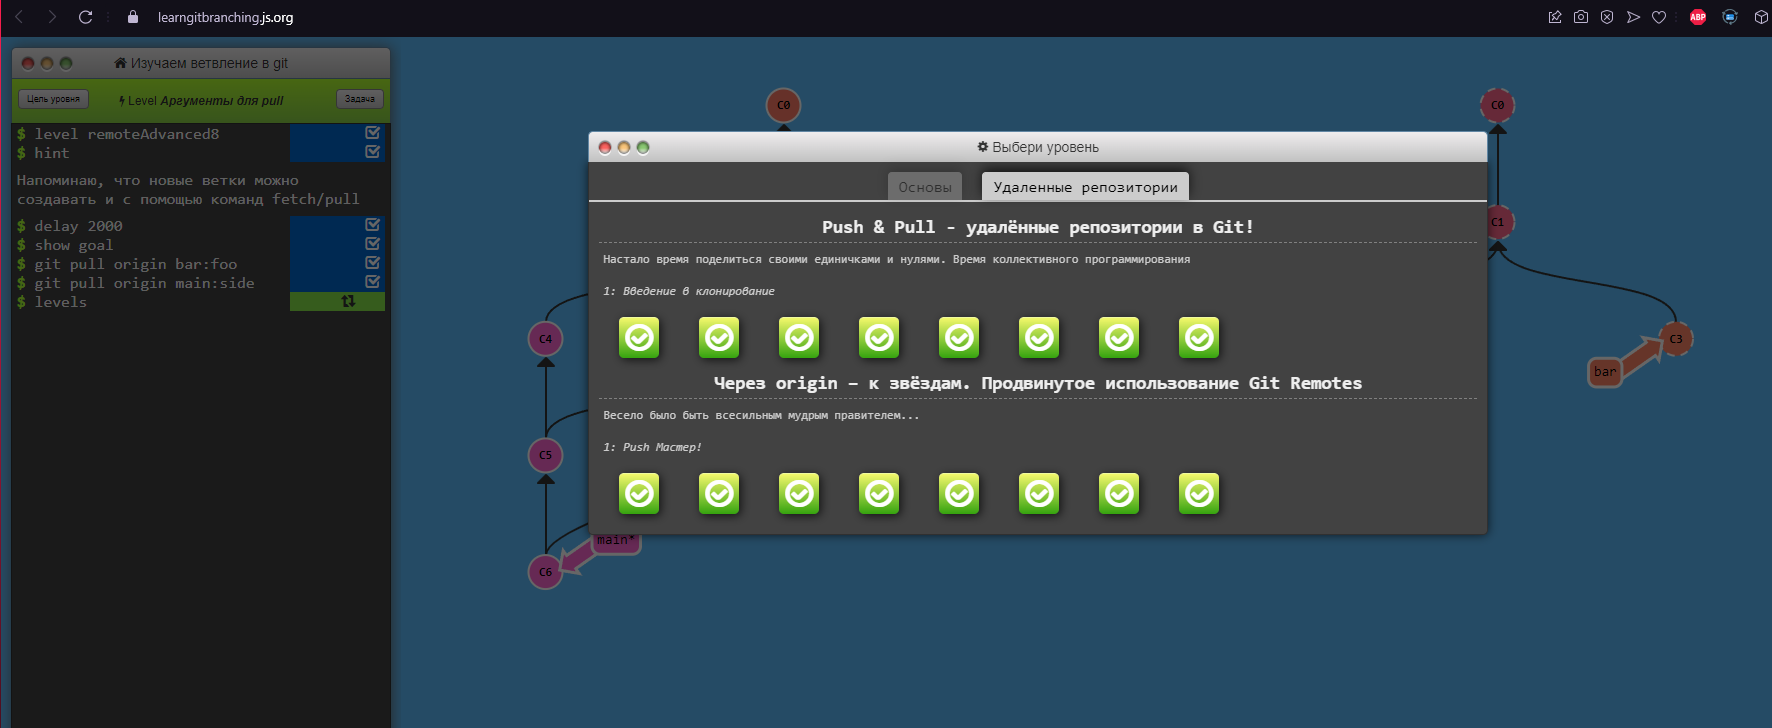 learngitbranching.js.org
ABP
Изучаем ветвление в git
Цель уровня
Level Аргументы для pull
Задача
$ level remoteAdvanced8
$ hint
Напоминаю, что новые ветки можно
создавать и с помощью команд fetch/pull
$ delay 2000
$ show goal
$ git pull origin bar:foo
$ git pull origin main:side
$ levels
C0
C4
C5
C6
main*
Выбери уровень
Основы
Удаленные репозитории
Push & Pull - удалённые репозитории в Git!
Настало время поделиться своими единичками и нулями. Время коллективного программирования
1: Введение в клонирование
Через origin – к звёздам. Продвинутое использование Git Remotes
Весело было быть всесильным мудрым правителем...
1: Push Мастер!
C0
C1
C3
bar